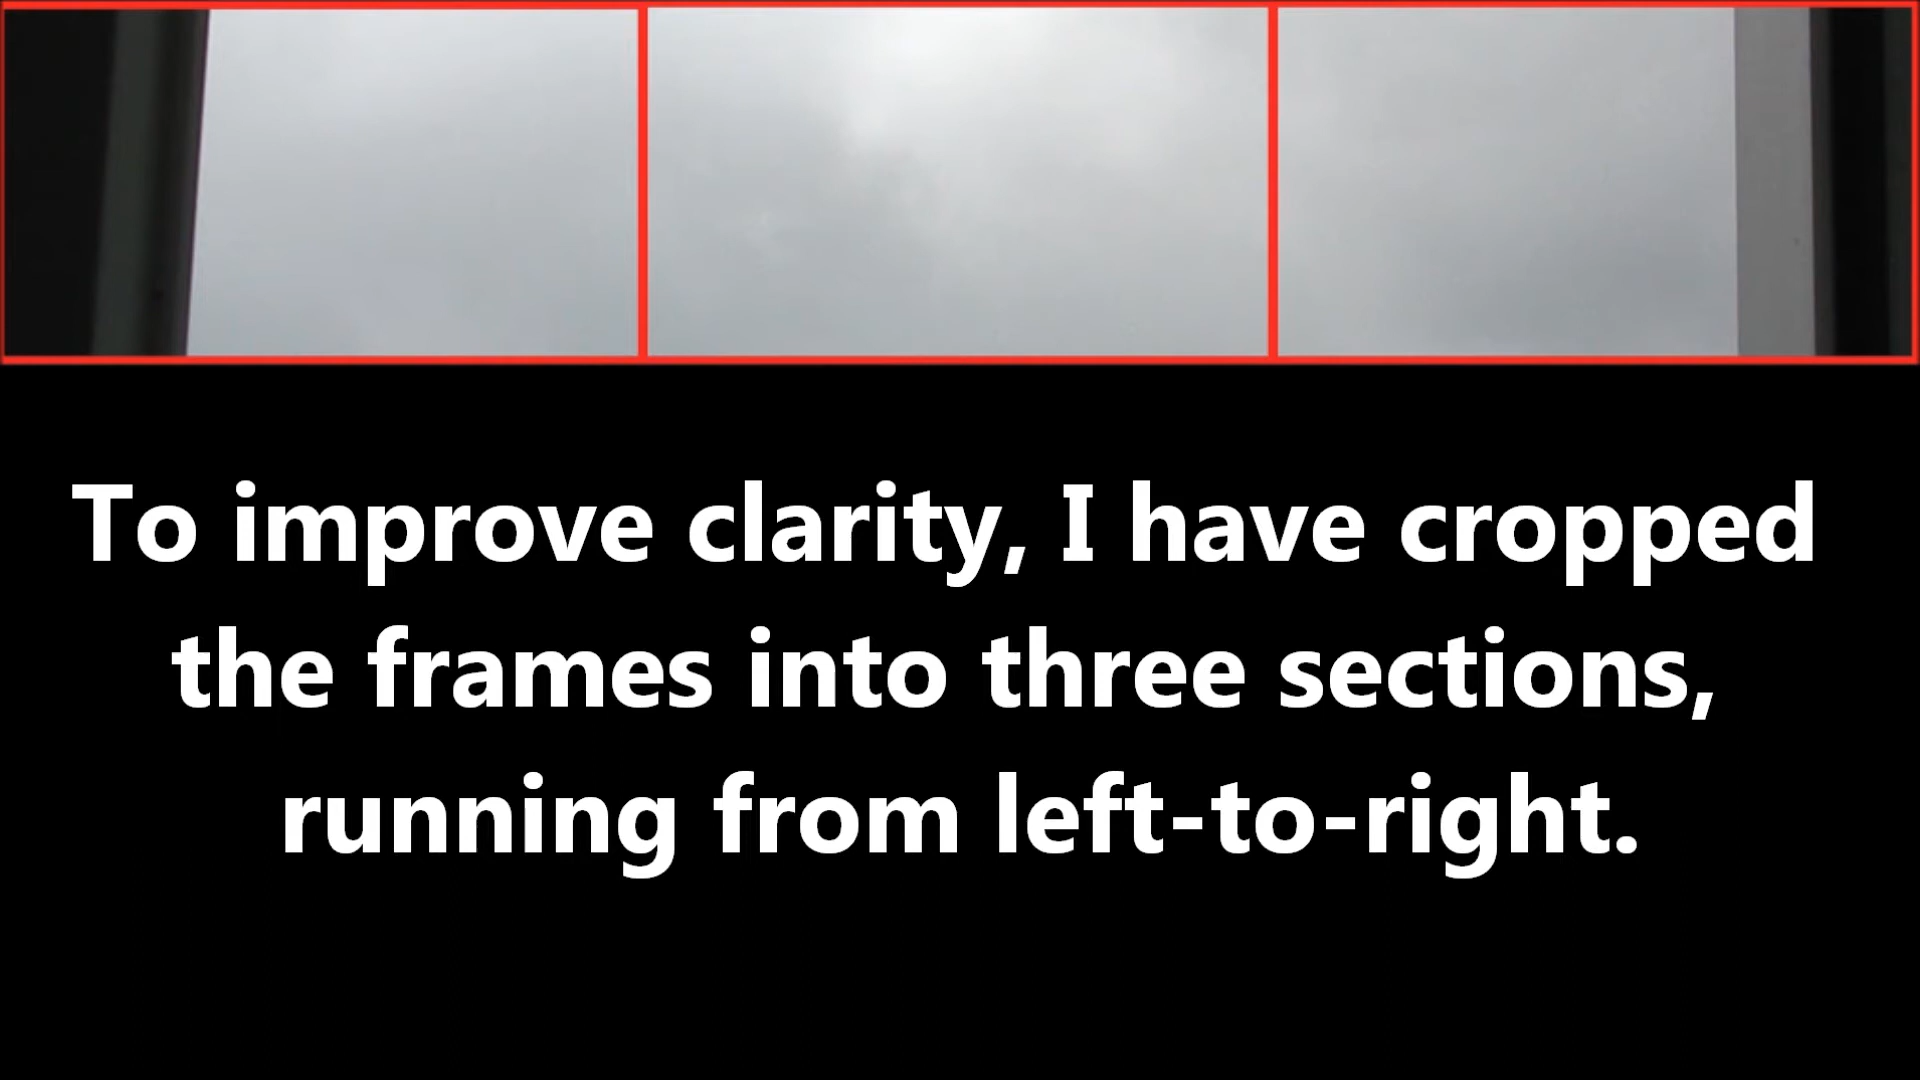 To improve clarity, I have cropped
the frames into three sections,
running from left-to-right.